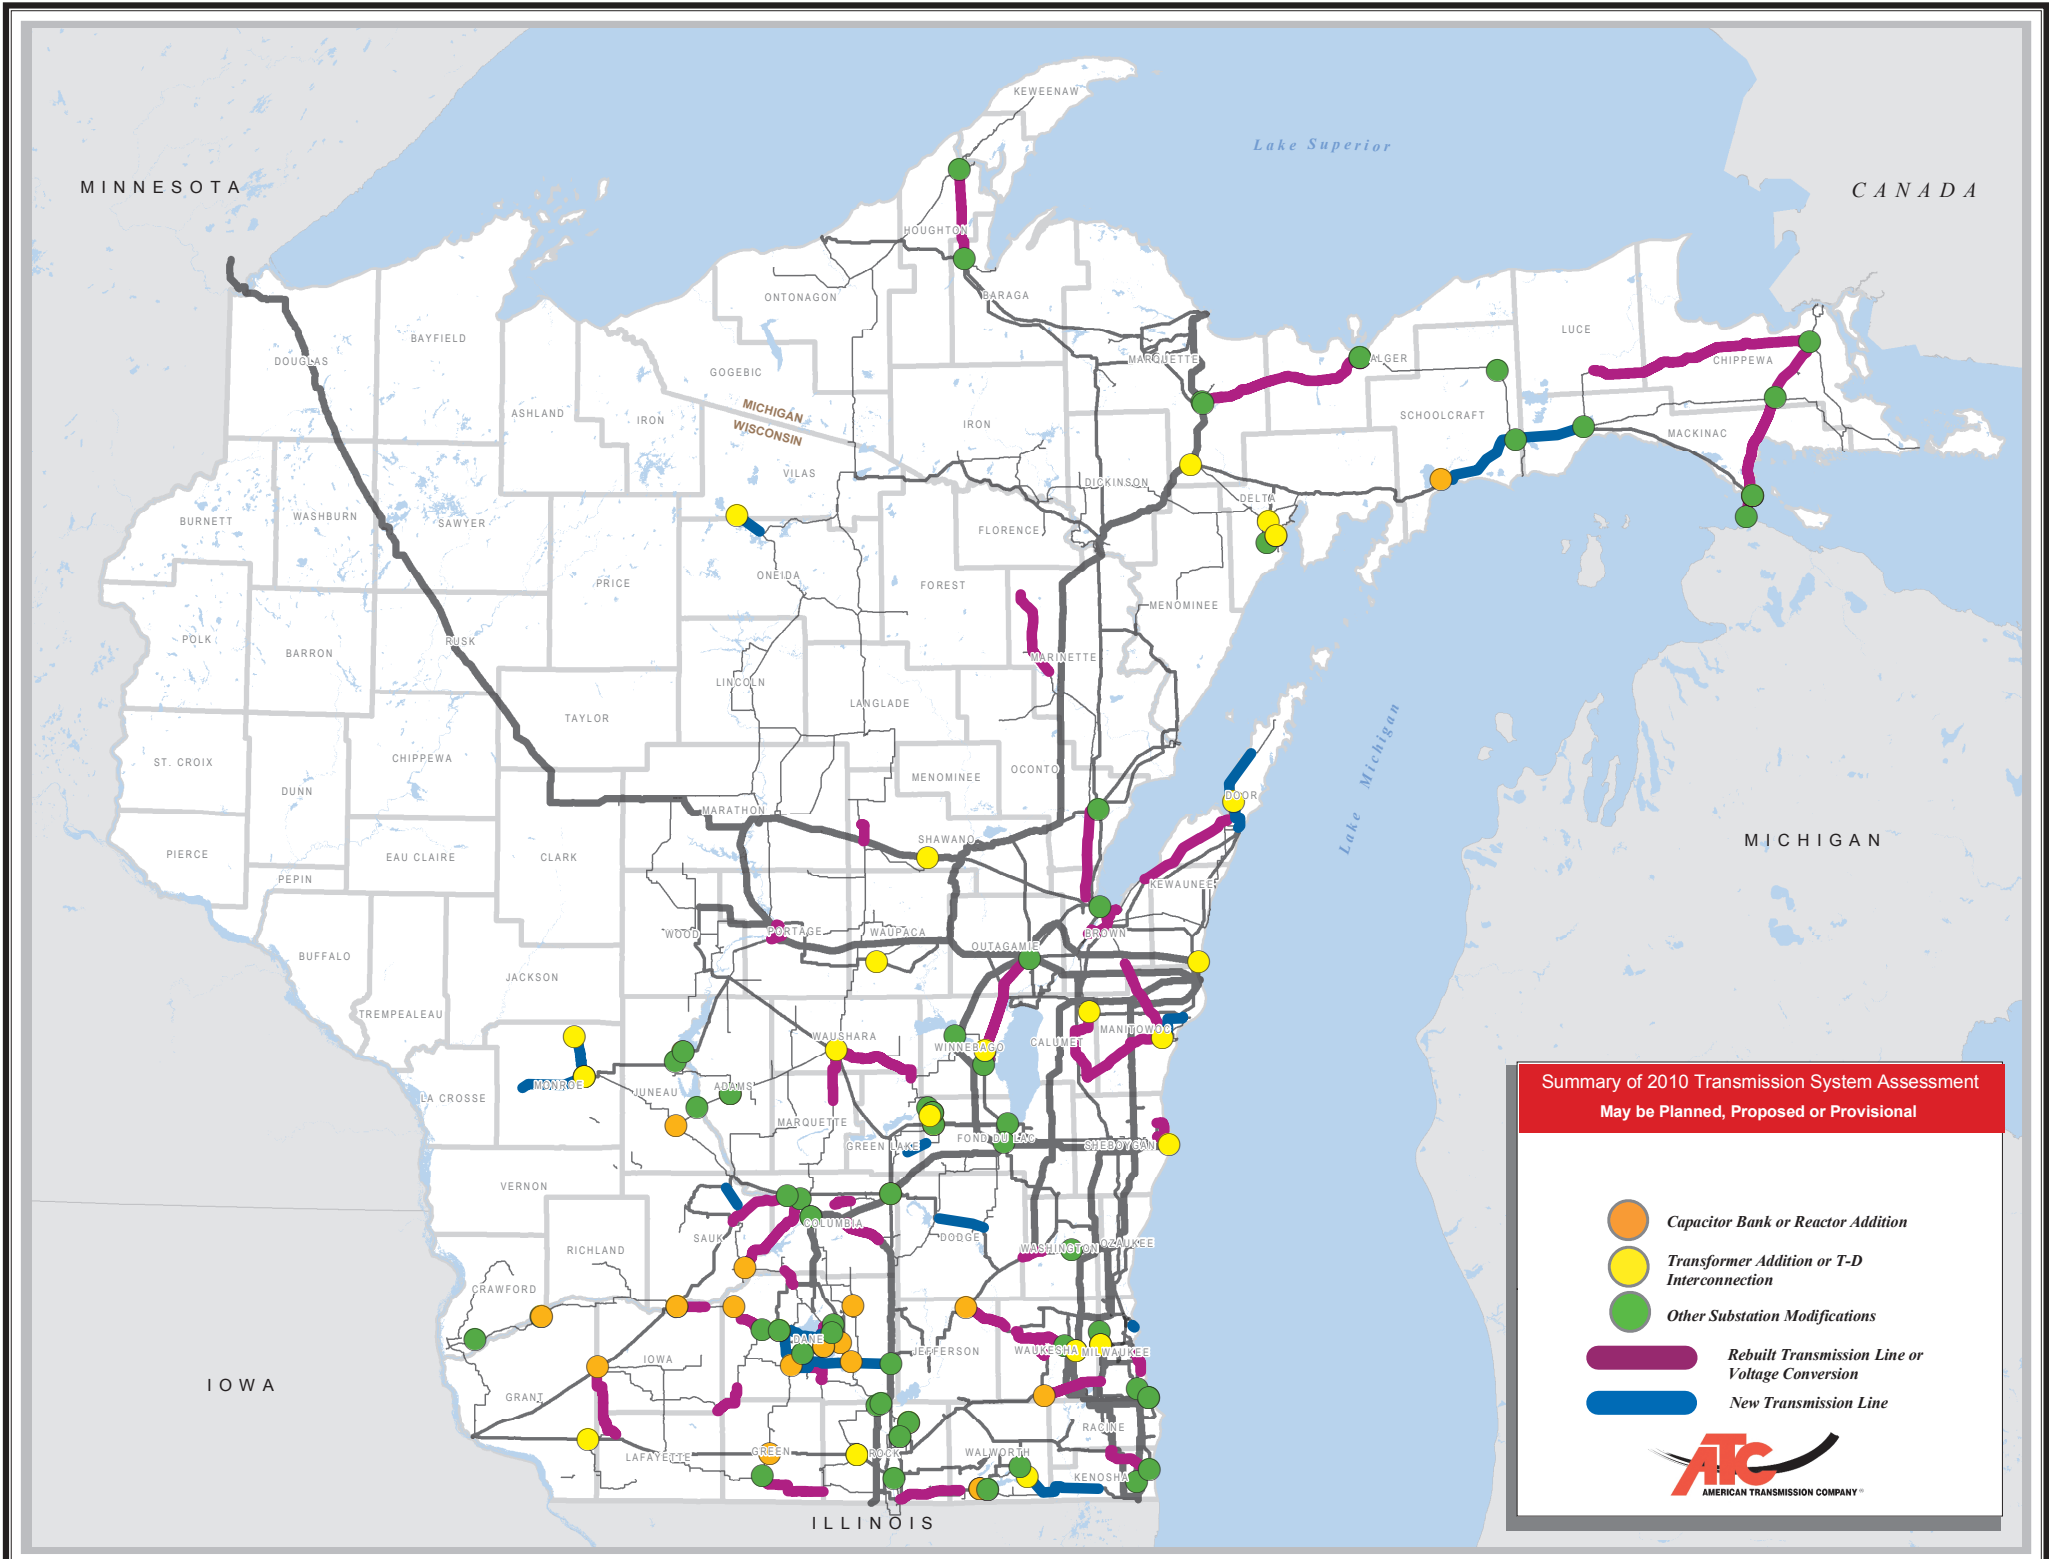 KEWEENAW
Lake Superior
MINNESOTA
CANADA
HOUGHTON
ONTONAGON
BARAGA
LUCE
BAYFIELD
DOUGLAS
MARQUETTE
ALGER
CHIPPEWA
GOGEBIC
MICHIGAN
WISCONSIN
ASHLAND
IRON
IRON
SCHOOLCRAFT
MACKINAC
VILAS
DICKINSON
DELTA
BURNETT
WASHBURN
SAWYER
FLORENCE
ONEIDA
PRICE
FOREST
MENOMINEE
POLK
BARRON
RUSK
MARINETTE
LINCOLN
LANGLADE
TAYLOR
Lake Michigan
ST. CROIX
CHIPPEWA
MENOMINEE
OCONTO
DUNN
DOOR
MARATHON
SHAWANO
MICHIGAN
PIERCE
EAU CLAIRE
CLARK
PEPIN
KEWAUNEE
WOOD
PORTAGE
WAUPACA
BROWN
OUTAGAMIE
BUFFALO
JACKSON
TREMPEALEAU
WAUSHARA
WINNEBAGO
CALUMET
MANITOWOC
MONROE
JUNEAU
ADAMS
LA CROSSE
MARQUETTE
GREEN LAKE
FOND DU LAC
SHEBOYGAN
VERNON
COLUMBIA
SAUK
DODGE
WASHINGTON
OZAUKEE
RICHLAND
CRAWFORD
DANE
IOWA
JEFFERSON
WAUKESHA
MILWAUKEE
IOWA
GRANT
RACINE
LAFAYETTE
GREEN
ROCK
WALWORTH
KENOSHA
ILLINOIS
Summary of 2010 Transmission System Assessment
May be Planned, Proposed or Provisional
Capacitor Bank or Reactor Addition
Transformer Addition or T-D
Interconnection
Other Substation Modifications
Rebuilt Transmission Line or
Voltage Conversion
New Transmission Line
ATC
AMERICAN TRANSMISSION COMPANY®